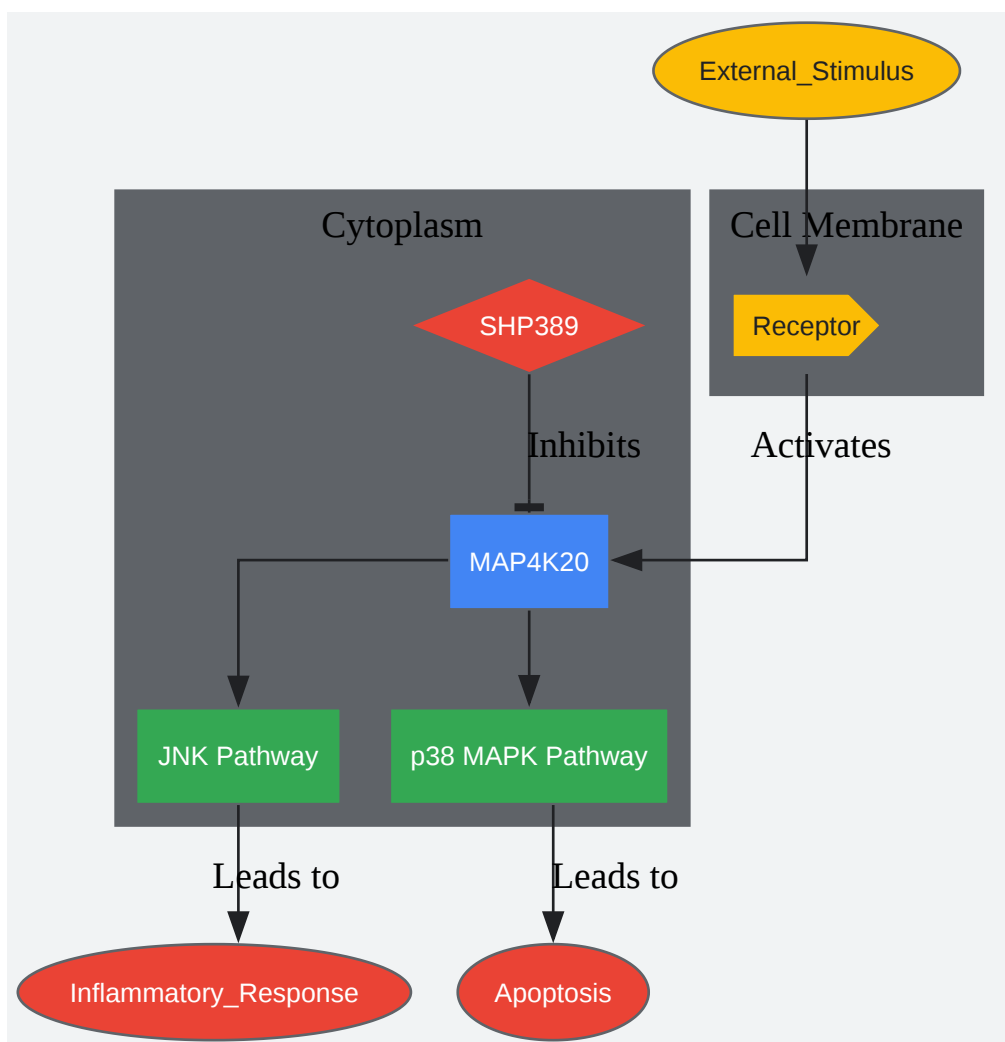 External_Stimulus
Cytoplasm
Cell Membrane
SHP389
Receptor
Inhibits
Activates
MAP4K20
JNK Pathway
p38 MAPK Pathway
Leads to
Leads to
Inflammatory_Response
Apoptosis